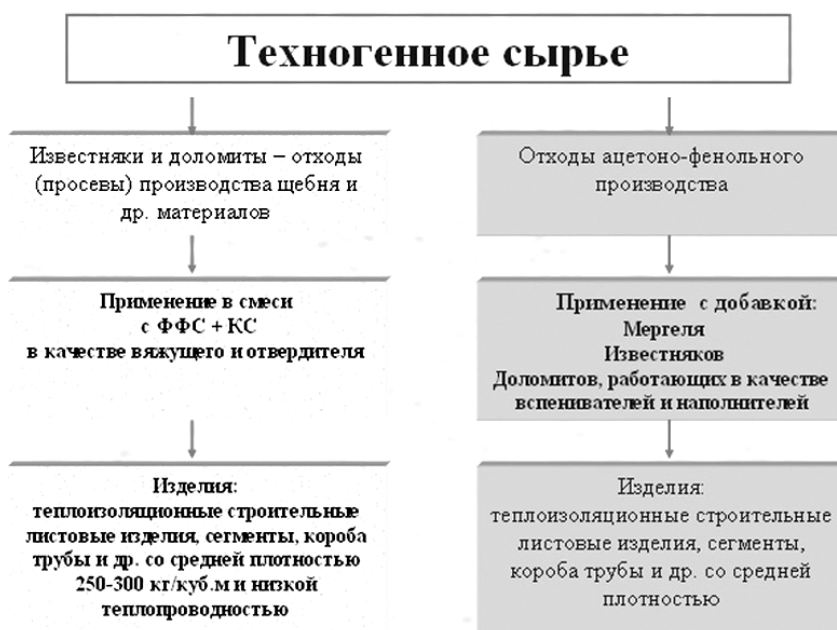 Техногенное сырье
Известняки и доломиты – отходы
(просевы) производства щебня и
др. материалов
Применение в смеси
с ФФС + КС
в качестве вяжущего и отвердителя
Изделия:
теплоизоляционные строительные
листовые изделия, сегменты, короба
трубы и др. со средней плотностью
250-300 кг/куб.м и низкой
теплопроводностью
Отходы ацетоно-фенольного
производства
Применение с добавкой:
Мергеля
Известняков
Доломитов, работающих в качестве
вспенивателей и наполнителей
Изделия:
теплоизоляционные строительные
листовые изделия, сегменты,
короба трубы и др. со средней
плотностью